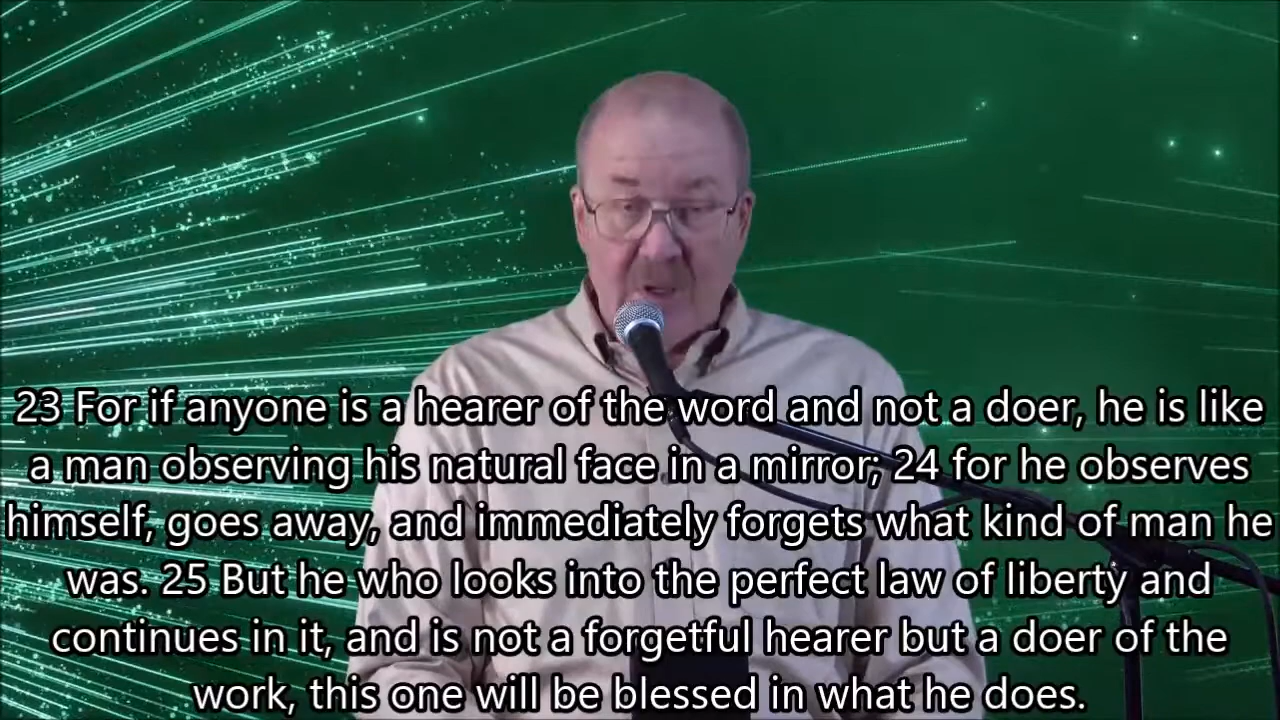 23 For if anyone is a hearer of the word and not a doer, he is like
a man observing his natural face in a mirror; 24 for he observes
himself, goes away, and immediately forgets what kind of man he
was. 25 But he who looks into the perfect law of liberty and
continues in it, and is not a forgetful hearer but a doer of the
work, this one will be blessed in what he does.